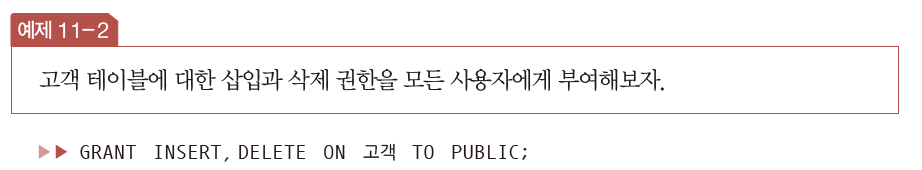 예제 11-2
고객 테이블에 대한 삽입과 삭제 권한을 모든 사용자에게 부여해보자.
▶▶ GRANT INSERT, DELETE ON 고객 TO PUBLIC;